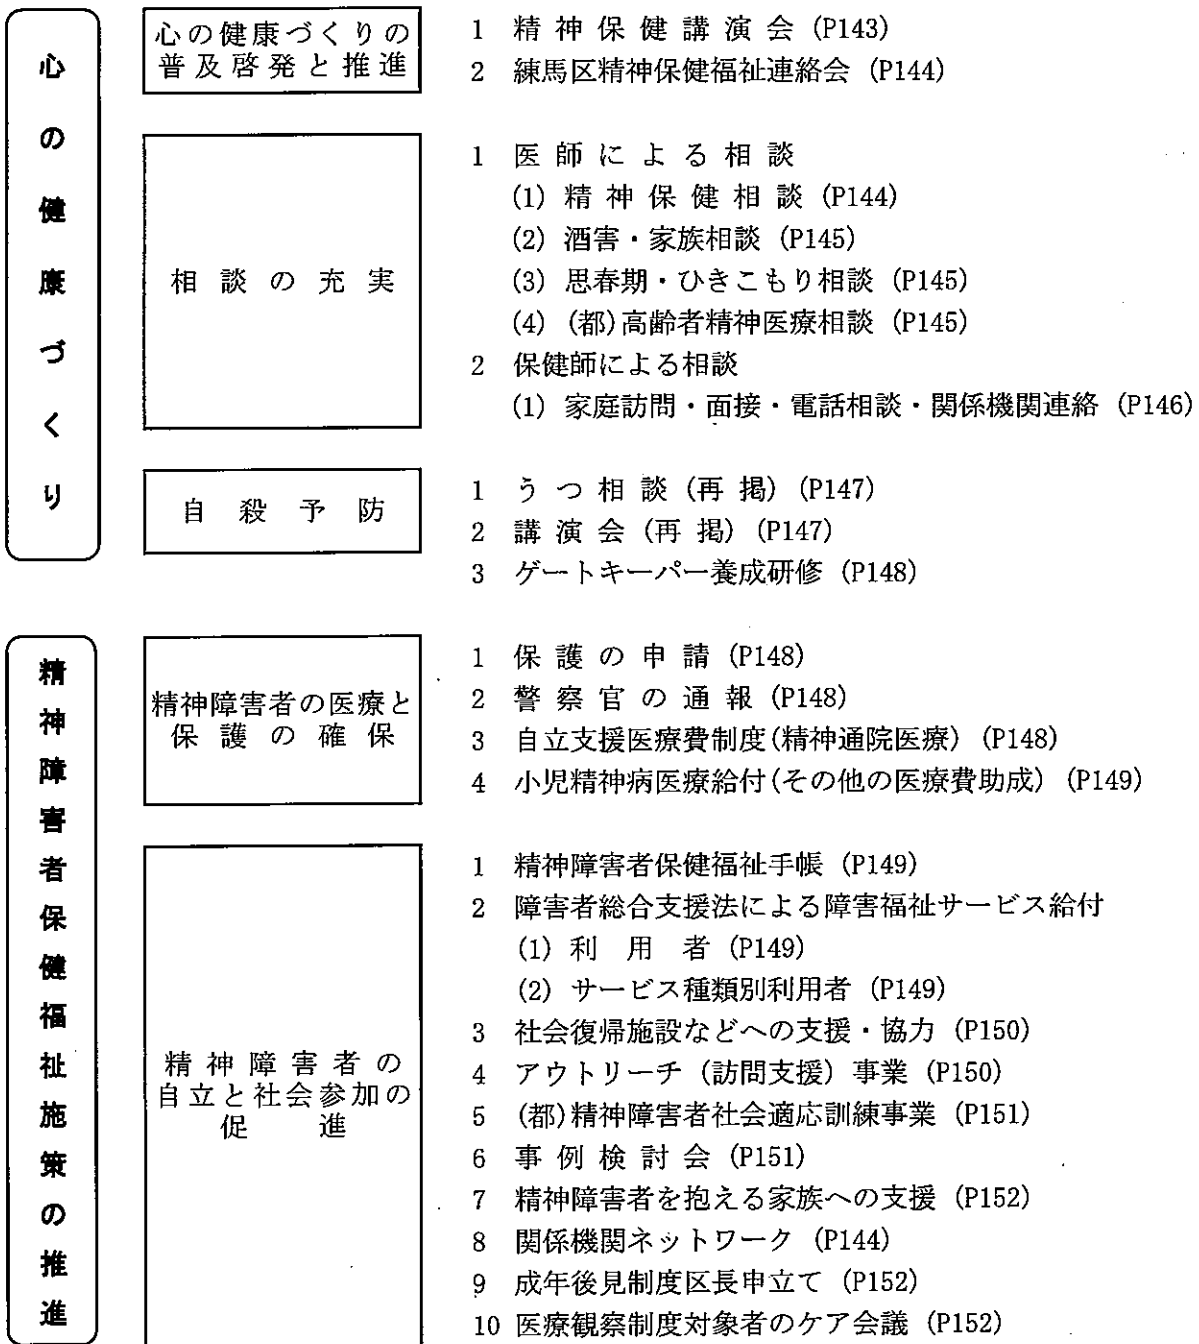 心の健康づくり
心の健康づくりの
普及啓発と推進
1 精神保健講演会 (P143)
2 練馬区精神保健福祉連絡会 (P144)
相談の充実
1 医師による相談
(1) 精神保健相談 (P144)
(2) 酒害・家族相談 (P145)
(3) 思春期・ひきこもり相談 (P145)
(4) (都)高齢者精神医療相談 (P145)
2 保健師による相談
(1) 家庭訪問・面接・電話相談・関係機関連絡 (P146)
自殺予防
1 うつ相談(再掲) (P147)
2 講演会(再掲) (P147)
3 ゲートキーパー養成研修 (P148)
精神障害者保健福祉施策の推進
精神障害者の医療と
保護の確保
1 保護の申請 (P148)
2 警察官の通報 (P148)
3 自立支援医療費制度(精神通院医療) (P148)
4 小児精神病医療給付(その他の医療費助成) (P149)
精神障害者の
自立と社会参加の
促進
1 精神障害者保健福祉手帳 (P149)
2 障害者総合支援法による障害福祉サービス給付
(1) 利用者 (P149)
(2) サービス種類別利用者 (P149)
3 社会復帰施設などへの支援・協力 (P150)
4 アウトリーチ(訪問支援)事業 (P150)
5 (都)精神障害者社会適応訓練事業 (P151)
6 事例検討会 (P151)
7 精神障害者を抱える家族への支援 (P152)
8 関係機関ネットワーク (P144)
9 成年後見制度区長申立て (P152)
10 医療観察制度対象者のケア会議 (P152)